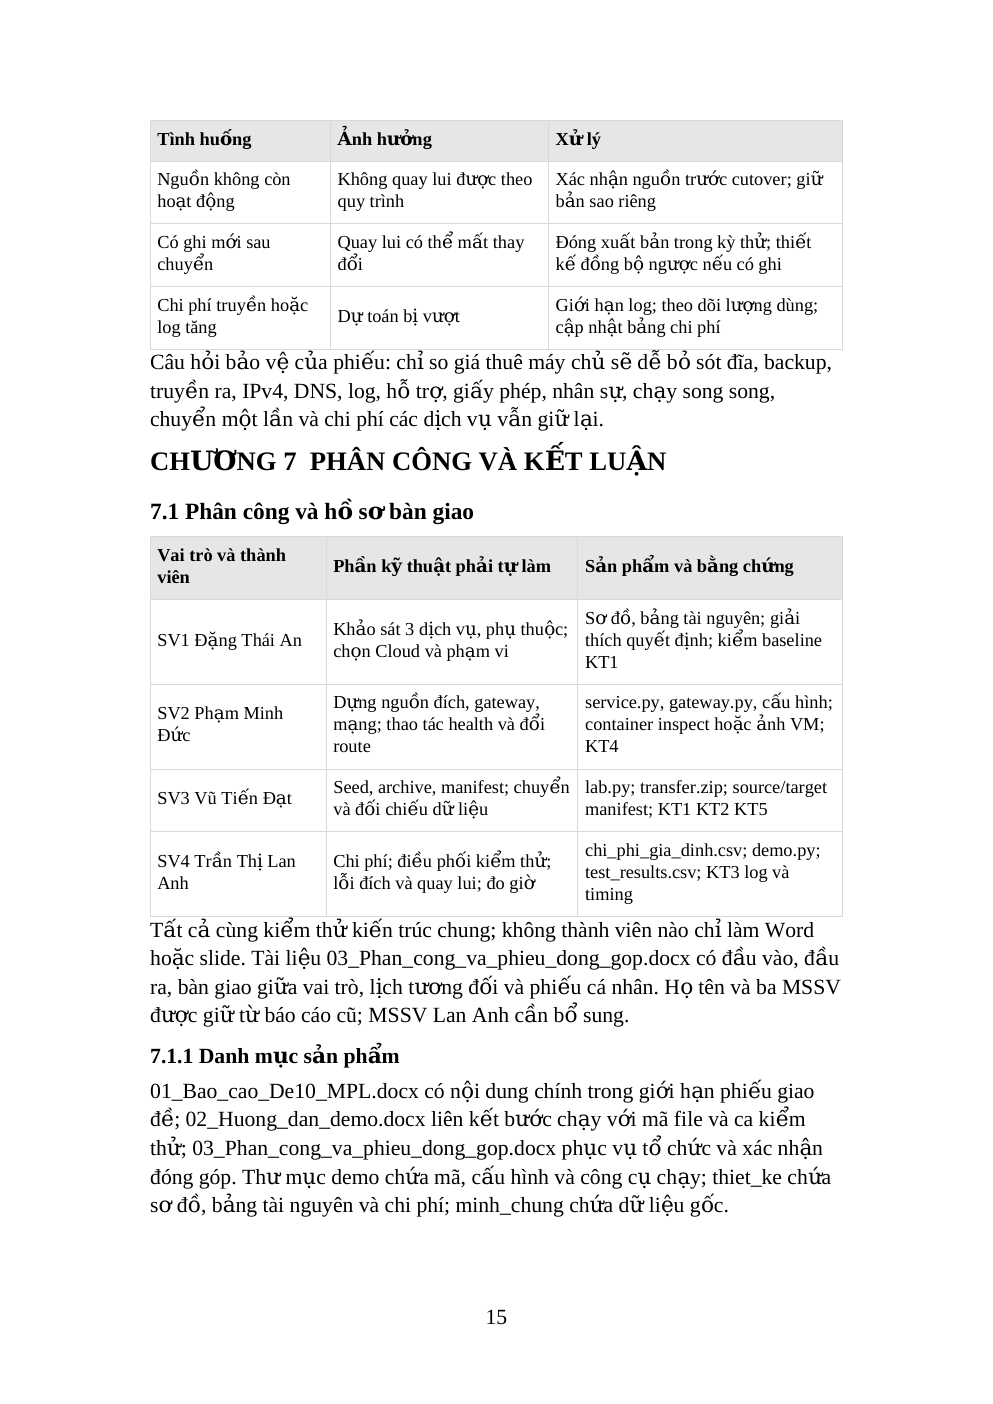 Tình huống	Ảnh hưởng	Xử lý
Nguồn không còn hoạt động	Không quay lui được theo quy trình	Xác nhận nguồn trước cutover; giữ bản sao riêng
Có ghi mới sau chuyển	Quay lui có thể mất thay đổi	Đóng xuất bản trong kỳ thử; thiết kế đồng bộ ngược nếu có ghi
Chi phí truyền hoặc log tăng	Dự toán bị vượt	Giới hạn log; theo dõi lượng dùng; cập nhật bảng chi phí
Câu hỏi bảo vệ của phiếu: chỉ so giá thuê máy chủ sẽ dễ bỏ sót đĩa, backup,
truyền ra, IPv4, DNS, log, hỗ trợ, giấy phép, nhân sự, chạy song song,
chuyển một lần và chi phí các dịch vụ vẫn giữ lại.
CHƯƠNG 7 PHÂN CÔNG VÀ KẾT LUẬN
7.1 Phân công và hồ sơ bàn giao
Vai trò và thành viên	Phần kỹ thuật phải tự làm	Sản phẩm và bằng chứng
SV1 Đặng Thái An	Khảo sát 3 dịch vụ, phụ thuộc; chọn Cloud và phạm vi	Sơ đồ, bảng tài nguyên; giải thích quyết định; kiểm baseline KT1
SV2 Phạm Minh Đức	Dựng nguồn đích, gateway, mạng; thao tác health và đổi route	service.py, gateway.py, cấu hình; container inspect hoặc ảnh VM; KT4
SV3 Vũ Tiến Đạt	Seed, archive, manifest; chuyển và đối chiếu dữ liệu	lab.py; transfer.zip; source/target manifest; KT1 KT2 KT5
SV4 Trần Thị Lan Anh	Chi phí; điều phối kiểm thử; lỗi đích và quay lui; đo giờ	chi_phi_gia_dinh.csv; demo.py; test_results.csv; KT3 log và timing
Tất cả cùng kiểm thử kiến trúc chung; không thành viên nào chỉ làm Word
hoặc slide. Tài liệu 03_Phan_cong_va_phieu_dong_gop.docx có đầu vào, đầu
ra, bàn giao giữa vai trò, lịch tương đối và phiếu cá nhân. Họ tên và ba MSSV
được giữ từ báo cáo cũ; MSSV Lan Anh cần bổ sung.
7.1.1 Danh mục sản phẩm
01_Bao_cao_De10_MPL.docx có nội dung chính trong giới hạn phiếu giao
đề; 02_Huong_dan_demo.docx liên kết bước chạy với mã file và ca kiểm
thử; 03_Phan_cong_va_phieu_dong_gop.docx phục vụ tổ chức và xác nhận
đóng góp. Thư mục demo chứa mã, cấu hình và công cụ chạy; thiet_ke chứa
sơ đồ, bảng tài nguyên và chi phí; minh_chung chứa dữ liệu gốc.
15